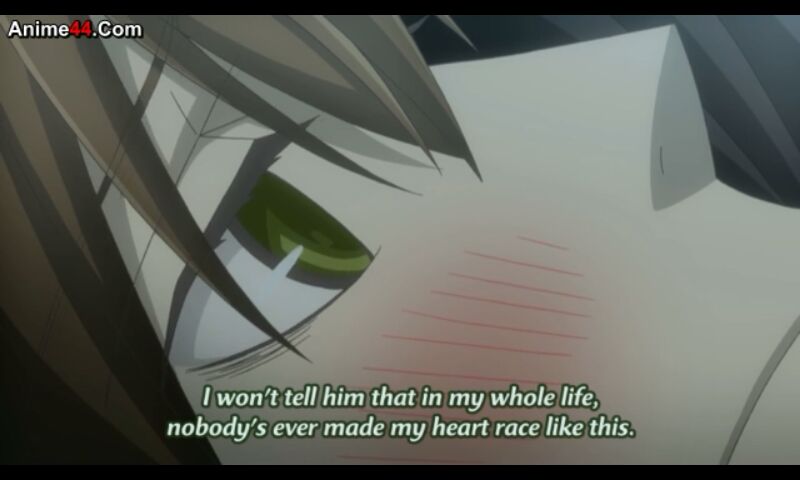 Anime44.Com
I won't tell him that in my whole life,
nobody's ever made my heart race like this.